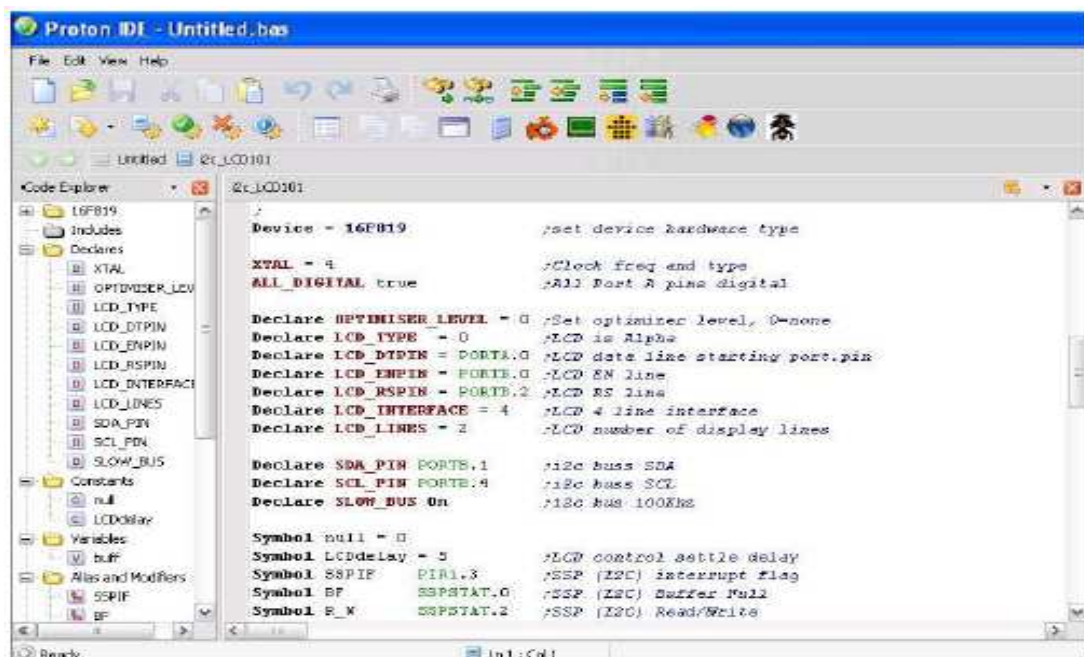 Proton IDE - Untitled.bas
File Edit View Help
Untitled i2c_LCD101
Code Explorer
i2c_LCD101
16F819
Includes
Declares
XTAL
OPTIMISER_LEV
LCD_TYPE
LCD_DTPIN
LCD_ENPIN
LCD_RSPIN
LCD_INTERFACE
LCD_LINES
SDA_PIN
SCL_PIN
SLOW_BUS
Constants
null
LCDdelay
Variables
buff
Alias and Modifiers
SSPIF
BF
;
Device = 16F819 ;set device hardware type
XTAL = 4 ;Clock freq and type
ALL_DIGITAL true ;All Port A pins digital
Declare OPTIMISER_LEVEL = 0 ;Set optimizer level, 0=none
Declare LCD_TYPE = 0 ;LCD is Alpha
Declare LCD_DTPIN = PORTA.0 ;LCD data line starting port.pin
Declare LCD_ENPIN = PORTB.0 ;LCD EN line
Declare LCD_RSPIN = PORTB.2 ;LCD RS line
Declare LCD_INTERFACE = 4 ;LCD 4 line interface
Declare LCD_LINES = 2 ;LCD number of display lines
Declare SDA_PIN PORTB.1 ;i2c buss SDA
Declare SCL_PIN PORTB.4 ;i2c buss SCL
Declare SLOW_BUS On ;i2c bus 100Khz
Symbol null = 0
Symbol LCDdelay = 5 ;LCD control settle delay
Symbol SSPIF PIR1.3 ;SSP (I2C) interrupt flag
Symbol BF SSPSTAT.0 ;SSP (I2C) Buffer Full
Symbol R_W SSPSTAT.2 ;SSP (I2C) Read/Write
Ready
Ln 1 : Col 1